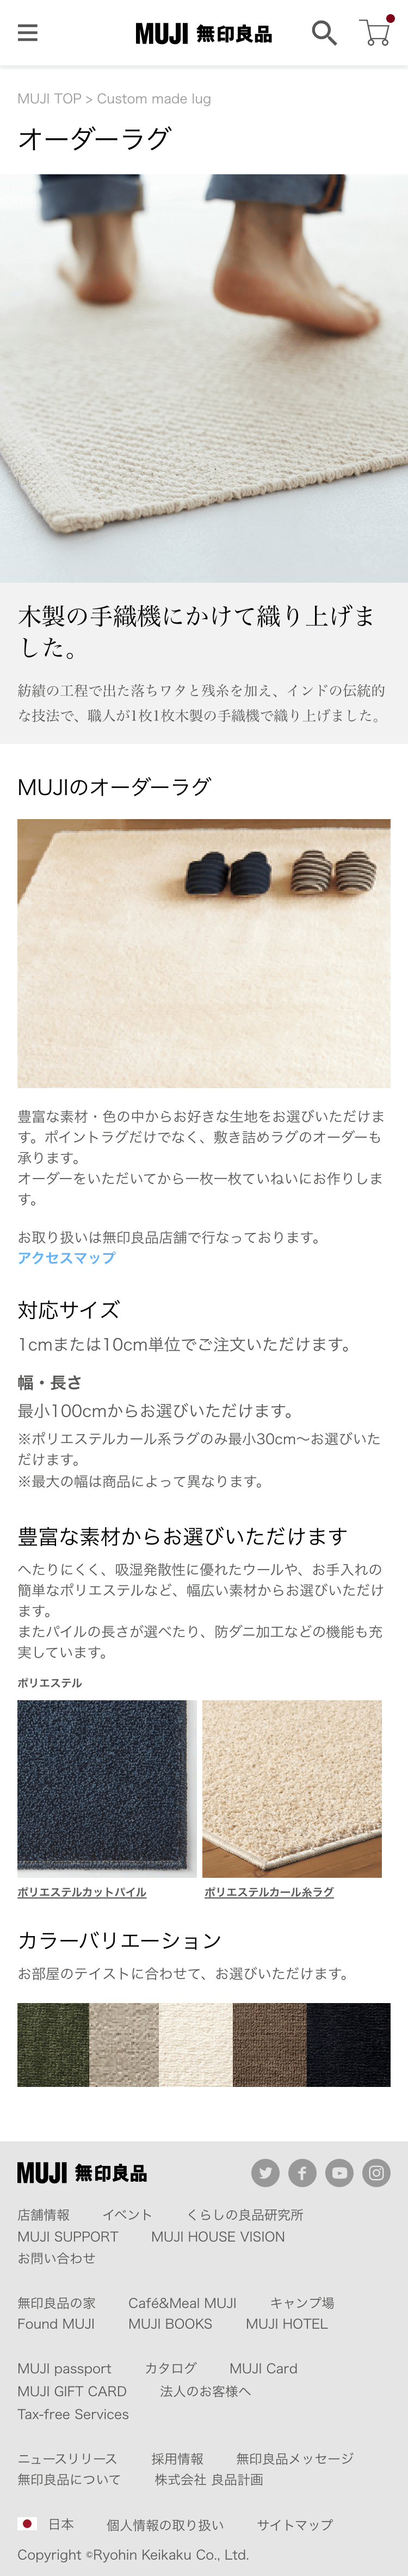 MUJI 無印良品
MUJI TOP > Custom made lug
オーダーラグ
木製の手織機にかけて織り上げま
した。
紡績の工程で出た落ちワタと残糸を加え、インドの伝統的
な技法で、職人が1枚1枚木製の手織機で織り上げました。
MUJIのオーダーラグ
豊富な素材・色の中からお好きな生地をお選びいただけま
す。ポイントラグだけでなく、敷き詰めラグのオーダーも
承ります。
オーダーをいただいてから一枚一枚ていねいにお作りしま
す。
お取り扱いは無印良品店舗で行なっております。
アクセスマップ
対応サイズ
1cmまたは10cm単位でご注文いただけます。
幅・長さ
最小100cmからお選びいただけます。
※ポリエステルカール糸ラグのみ最小30cm〜お選びいた
だけます。
※最大の幅は商品によって異なります。
豊富な素材からお選びいただけます
へたりにくく、吸湿発散性に優れたウールや、お手入れの
簡単なポリエステルなど、幅広い素材からお選びいただけ
ます。
またパイルの長さが選べたり、防ダニ加工などの機能も充
実しています。
ポリエステル
ポリエステルカットパイル ポリエステルカール糸ラグ
カラーバリエーション
お部屋のテイストに合わせて、お選びいただけます。
MUJI 無印良品
店舗情報 イベント くらしの良品研究所
MUJI SUPPORT MUJI HOUSE VISION
お問い合わせ
無印良品の家 Café&Meal MUJI キャンプ場
Found MUJI MUJI BOOKS MUJI HOTEL
MUJI passport カタログ MUJI Card
MUJI GIFT CARD 法人のお客様へ
Tax-free Services
ニュースリリース 採用情報 無印良品メッセージ
無印良品について 株式会社 良品計画
日本 個人情報の取り扱い サイトマップ
Copyright ©Ryohin Keikaku Co., Ltd.